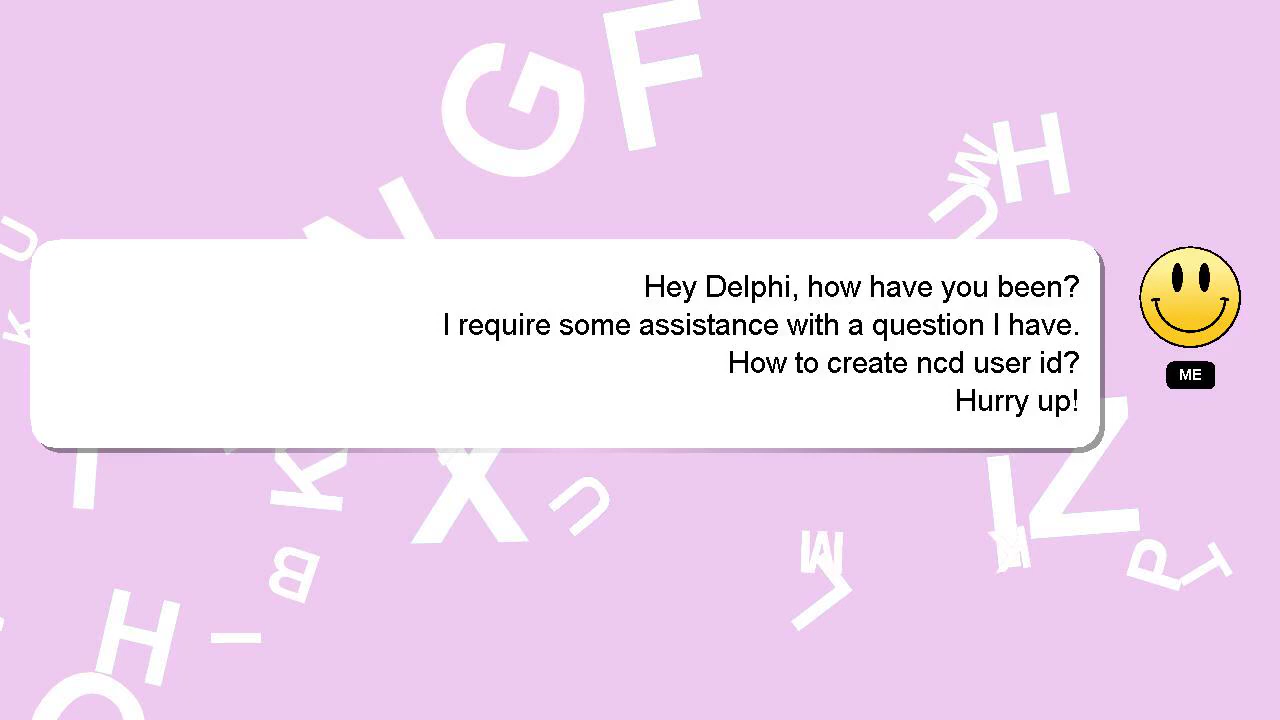 Hey Delphi, how have you been?
I require some assistance with a question I have.
How to create ncd user id?
Hurry up!
ME
G
F
H
W
U
N
U
K
I
K
X
U
Z
I
M
L
K
P
T
B
H
I
O